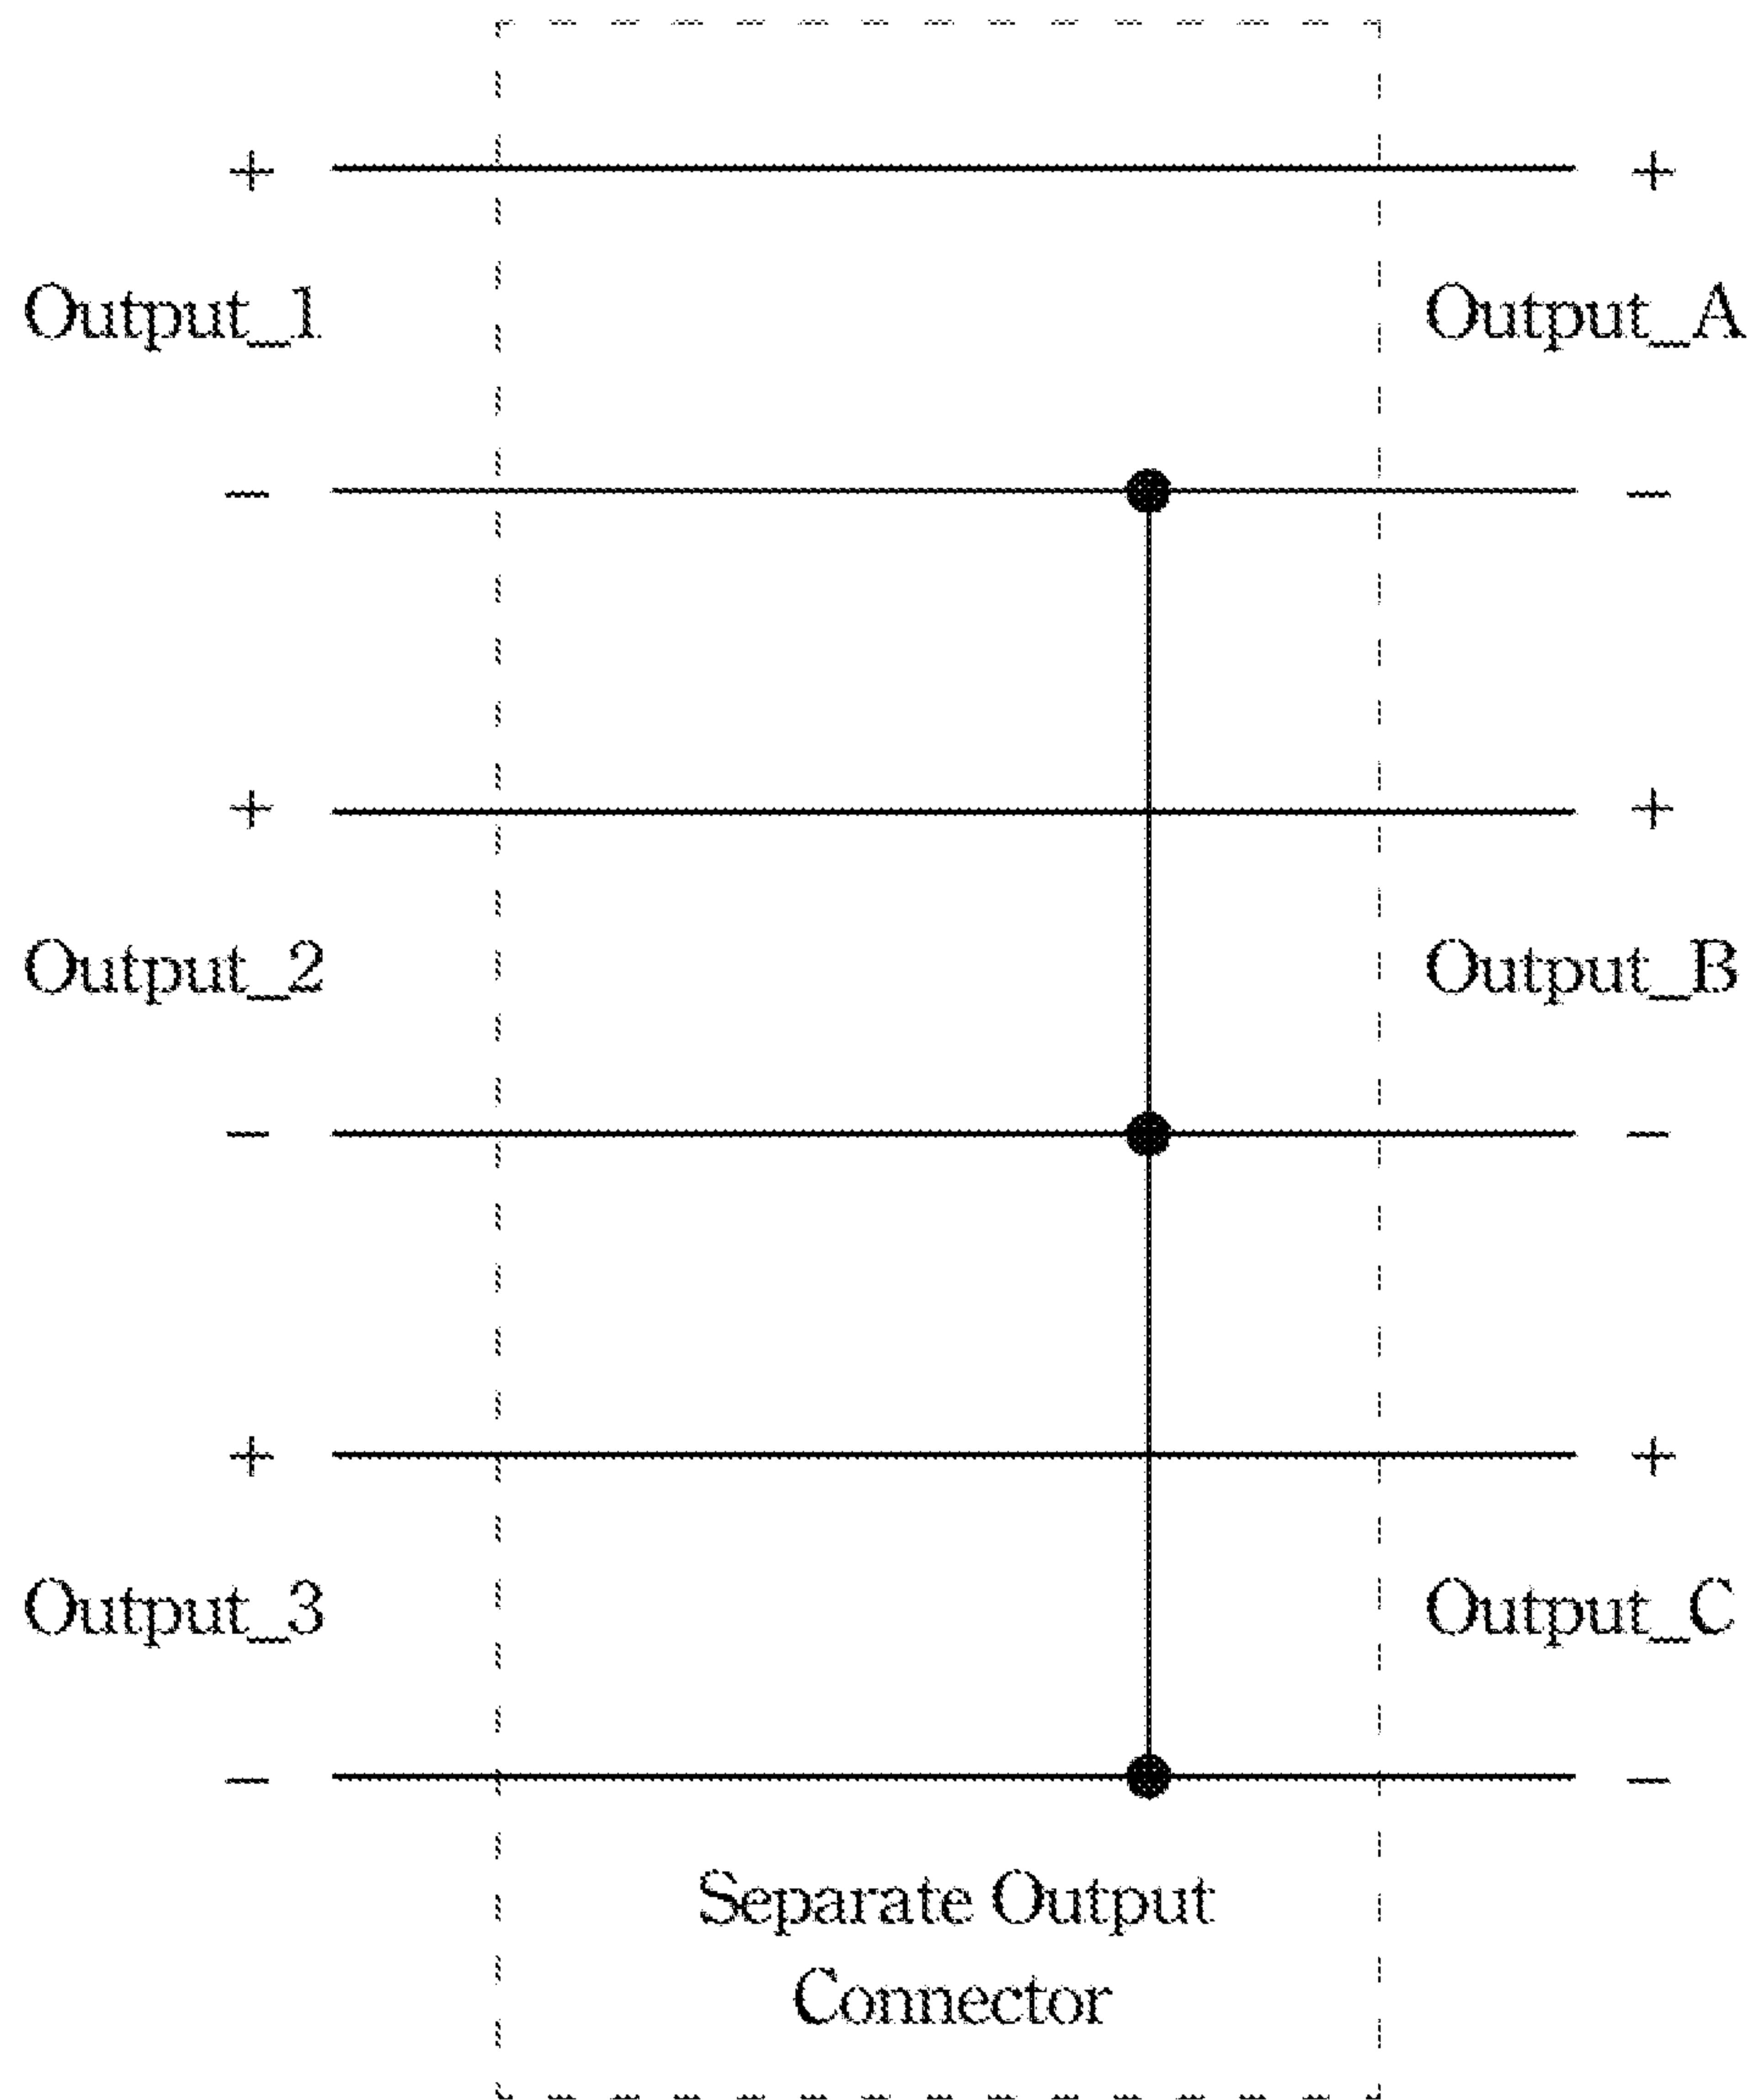 + +
Output_1 Output_A
− −
+ +
Output_2 Output_B
− −
+ +
Output_3 Output_C
− −
Separate Output
Connector